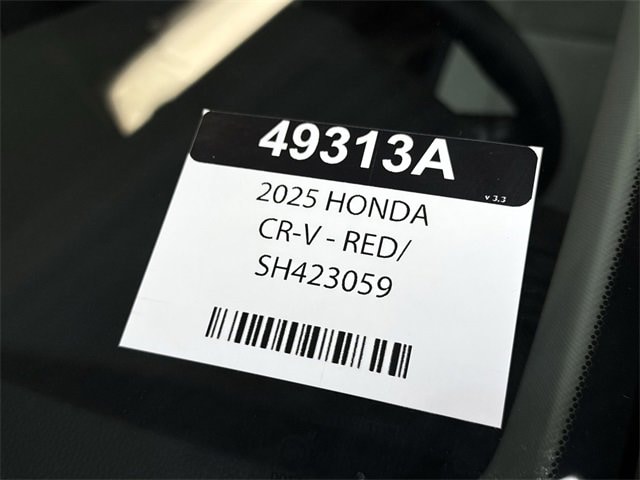 49313A
v 3.3
2025 HONDA
CR-V - RED/
SH423059